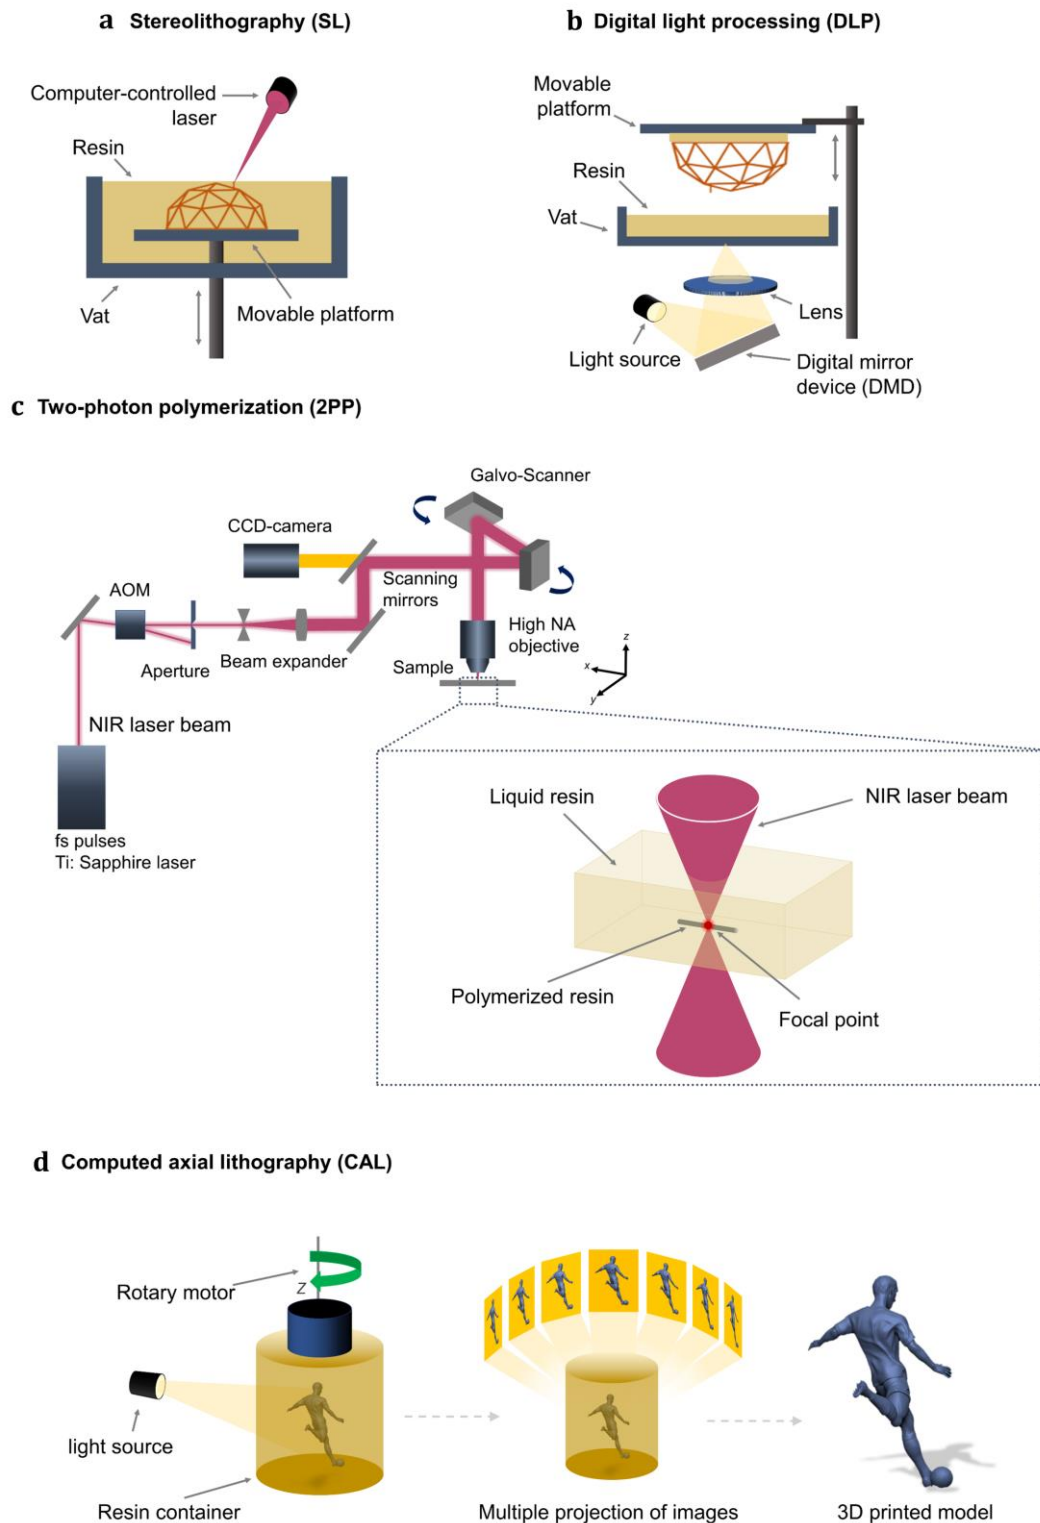 a Stereolithography (SL)
Computer-controlled
laser
Resin
Vat
Movable platform
b Digital light processing (DLP)
Movable
platform
Resin
Vat
Lens
Light source
Digital mirror
device (DMD)
c Two-photon polymerization (2PP)
Galvo-Scanner
CCD-camera
Scanning
mirrors
AOM
Aperture
Beam expander
High NA
objective
Sample
z
x
y
NIR laser beam
fs pulses
Ti: Sapphire laser
Liquid resin
NIR laser beam
Polymerized resin
Focal point
d Computed axial lithography (CAL)
Rotary motor
Z
light source
Resin container
Multiple projection of images
3D printed model